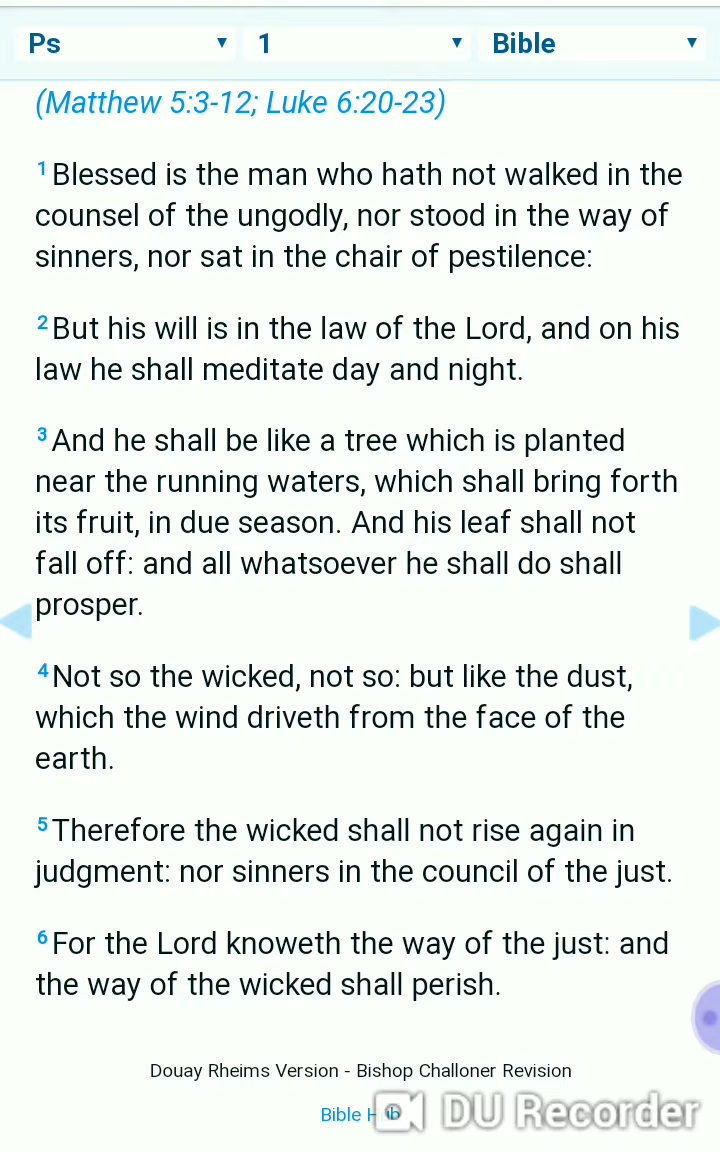 Ps 1 Bible
(Matthew 5:3-12; Luke 6:20-23)
1 Blessed is the man who hath not walked in the
counsel of the ungodly, nor stood in the way of
sinners, nor sat in the chair of pestilence:
2 But his will is in the law of the Lord, and on his
law he shall meditate day and night.
3 And he shall be like a tree which is planted
near the running waters, which shall bring forth
its fruit, in due season. And his leaf shall not
fall off: and all whatsoever he shall do shall
prosper.
4 Not so the wicked, not so: but like the dust,
which the wind driveth from the face of the
earth.
5 Therefore the wicked shall not rise again in
judgment: nor sinners in the council of the just.
6 For the Lord knoweth the way of the just: and
the way of the wicked shall perish.
Douay Rheims Version - Bishop Challoner Revision
Bible Hub DU Recorder